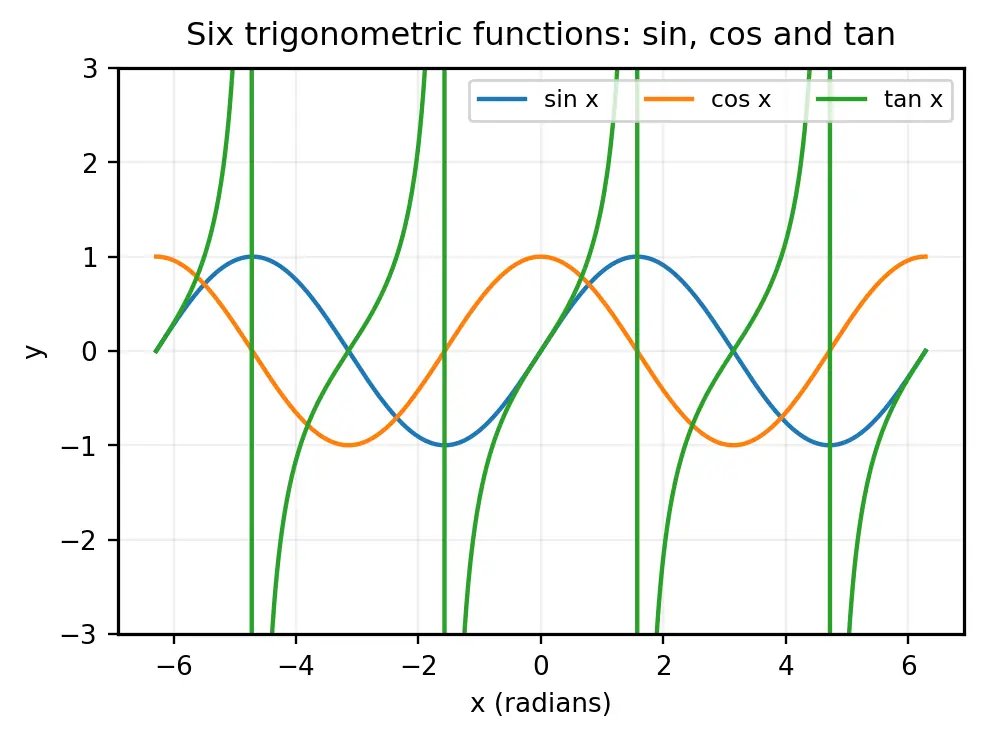 Six trigonometric functions: sin, cos and tan
sin x cos x tan x
3
2
1
0
−1
−2
−3
y
−6 −4 −2 0 2 4 6
x (radians)